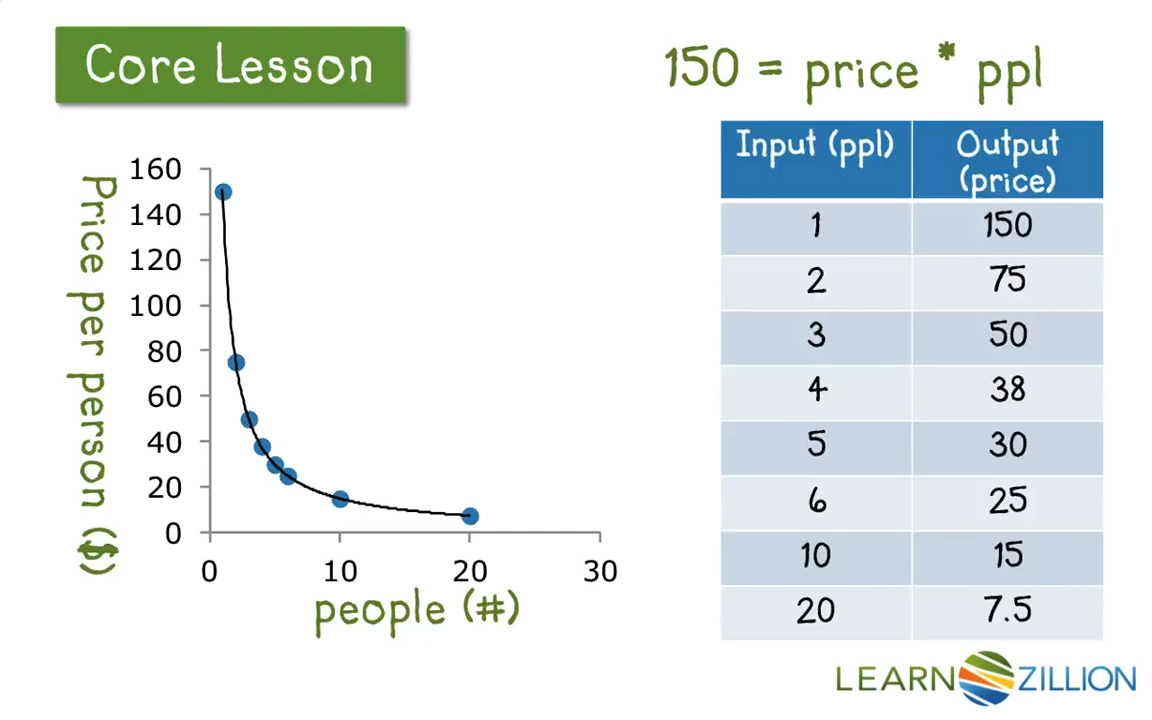 Core Lesson
150 = price * ppl
Price per person ($)
160
140
120
100
80
60
40
20
0
0 10 20 30
people (#)
Input (ppl) Output (price)
1 150
2 75
3 50
4 38
5 30
6 25
10 15
20 7.5
LEARN ZILLION